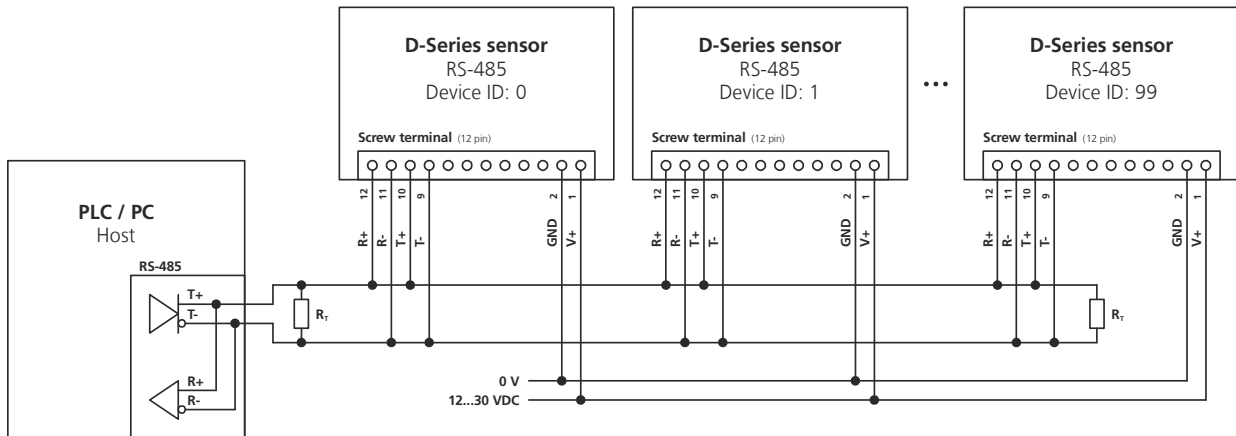 D-Series sensor
RS-485
Device ID: 0
Screw terminal (12 pin)
12
11
10
9
2
1
R+
R-
T+
T-
GND
V+
D-Series sensor
RS-485
Device ID: 1
Screw terminal (12 pin)
12
11
10
9
2
1
R+
R-
T+
T-
GND
V+
...
D-Series sensor
RS-485
Device ID: 99
Screw terminal (12 pin)
12
11
10
9
2
1
R+
R-
T+
T-
GND
V+
PLC / PC
Host
RS-485
T+
T-
R+
R-
RT
RT
0 V
12...30 VDC